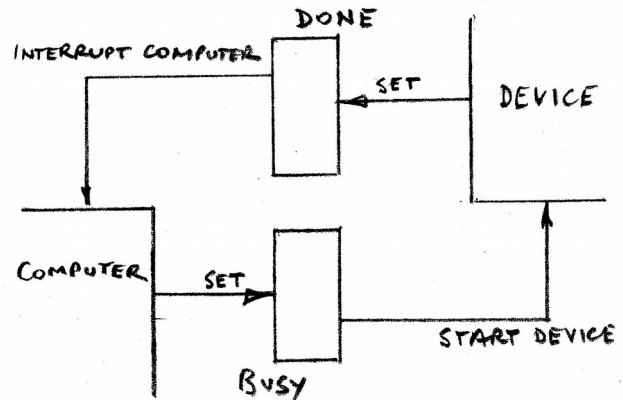 DONE
INTERRUPT COMPUTER
SET
DEVICE
COMPUTER
SET
START DEVICE
BUSY